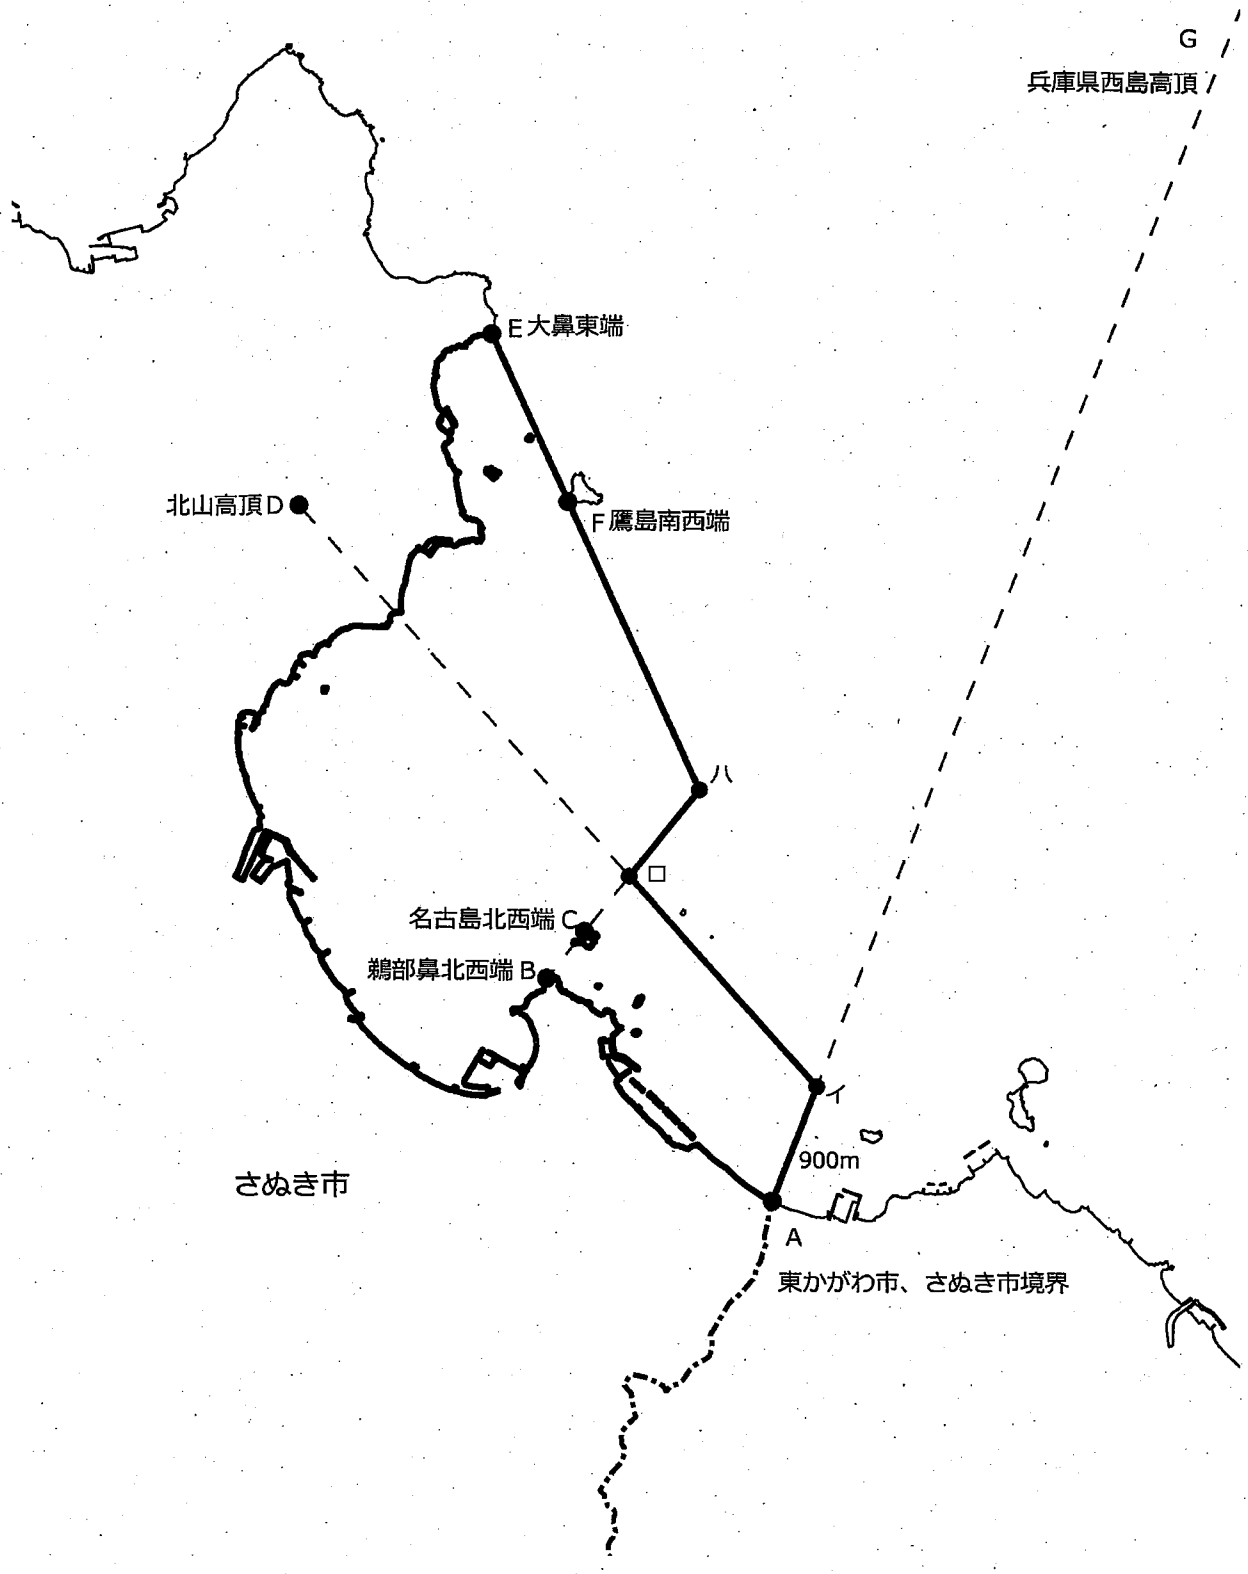 G
兵庫県西島高頂
E 大鼻東端
北山高頂 D
F 鷹島南西端
ハ
ロ
名古島北西端 C
鵜部鼻北西端 B
イ
900m
さぬき市
A
東かがわ市、さぬき市境界